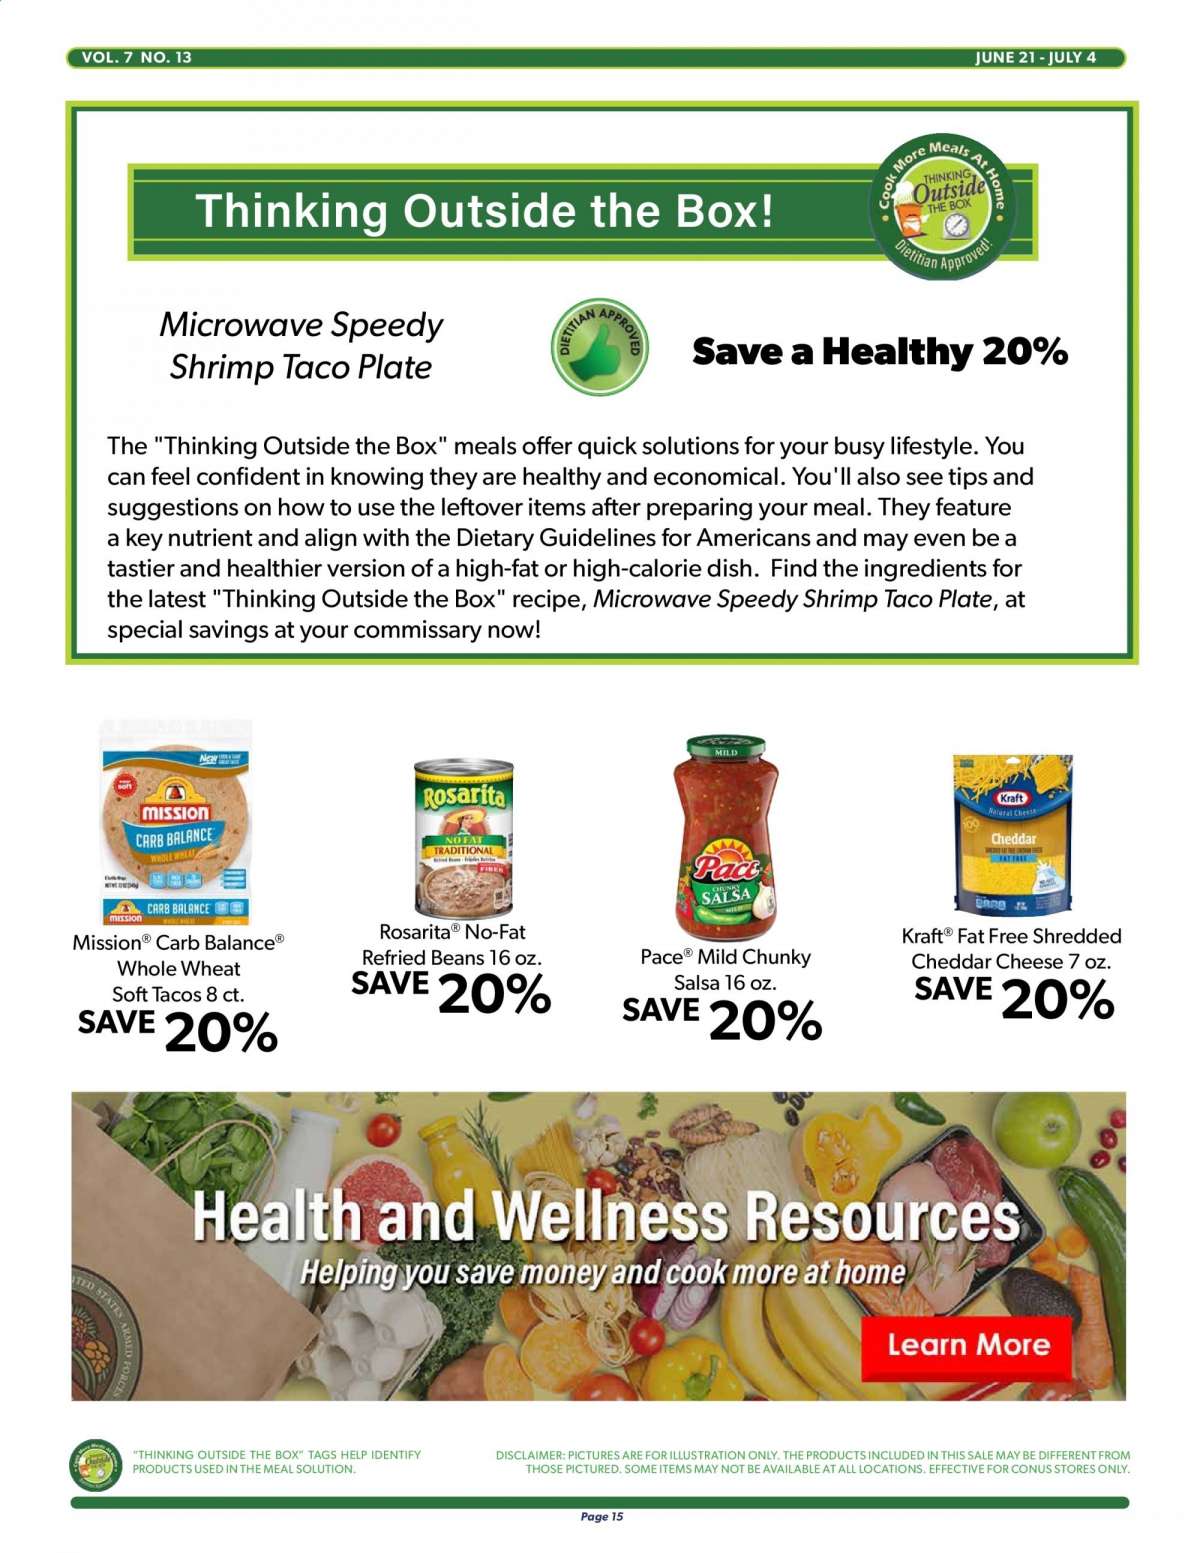 VOL. 7 NO. 13
JUNE 21 - JULY 4
Thinking Outside the Box!
Cook More Meals At Home
THINKING
Outside
THE BOX
Dietitian Approved!
Microwave Speedy
Shrimp Taco Plate
DIETITIAN APPROVED
Save a Healthy 20%
The "Thinking Outside the Box" meals offer quick solutions for your busy lifestyle. You
can feel confident in knowing they are healthy and economical. You'll also see tips and
suggestions on how to use the leftover items after preparing your meal. They feature
a key nutrient and align with the Dietary Guidelines for Americans and may even be a
tastier and healthier version of a high-fat or high-calorie dish.  Find the ingredients for
the latest "Thinking Outside the Box" recipe, Microwave Speedy Shrimp Taco Plate, at
special savings at your commissary now!
New
SOFT
MISSION
CARB BALANCE
WHOLE WHEAT
MISSION
CARB BALANCE
WHOLE WHEAT
Mission® Carb Balance®
Whole Wheat
Soft Tacos 8 ct.
SAVE 20%
Rosarita
NO FAT
TRADITIONAL
Refried Beans
FIBER
Rosarita® No-Fat
Refried Beans 16 oz.
SAVE 20%
MILD
Pace
CHUNKY
SALSA
MILD
Pace® Mild Chunky
Salsa 16 oz.
SAVE 20%
Kraft
Natural Cheese
Cheddar
FAT FREE
Kraft® Fat Free Shredded
Cheddar Cheese 7 oz.
SAVE 20%
Health and Wellness Resources
Helping you save money and cook more at home
ITED STATES ARMED FORCES
Learn More
"THINKING OUTSIDE THE BOX" TAGS HELP IDENTIFY
PRODUCTS USED IN THE MEAL SOLUTION.
DISCLAIMER: PICTURES ARE FOR ILLUSTRATION ONLY. THE PRODUCTS INCLUDED IN THIS SALE MAY BE DIFFERENT FROM
THOSE PICTURED. SOME ITEMS MAY NOT BE AVAILABLE AT ALL LOCATIONS. EFFECTIVE FOR CONUS STORES ONLY.
Page 15